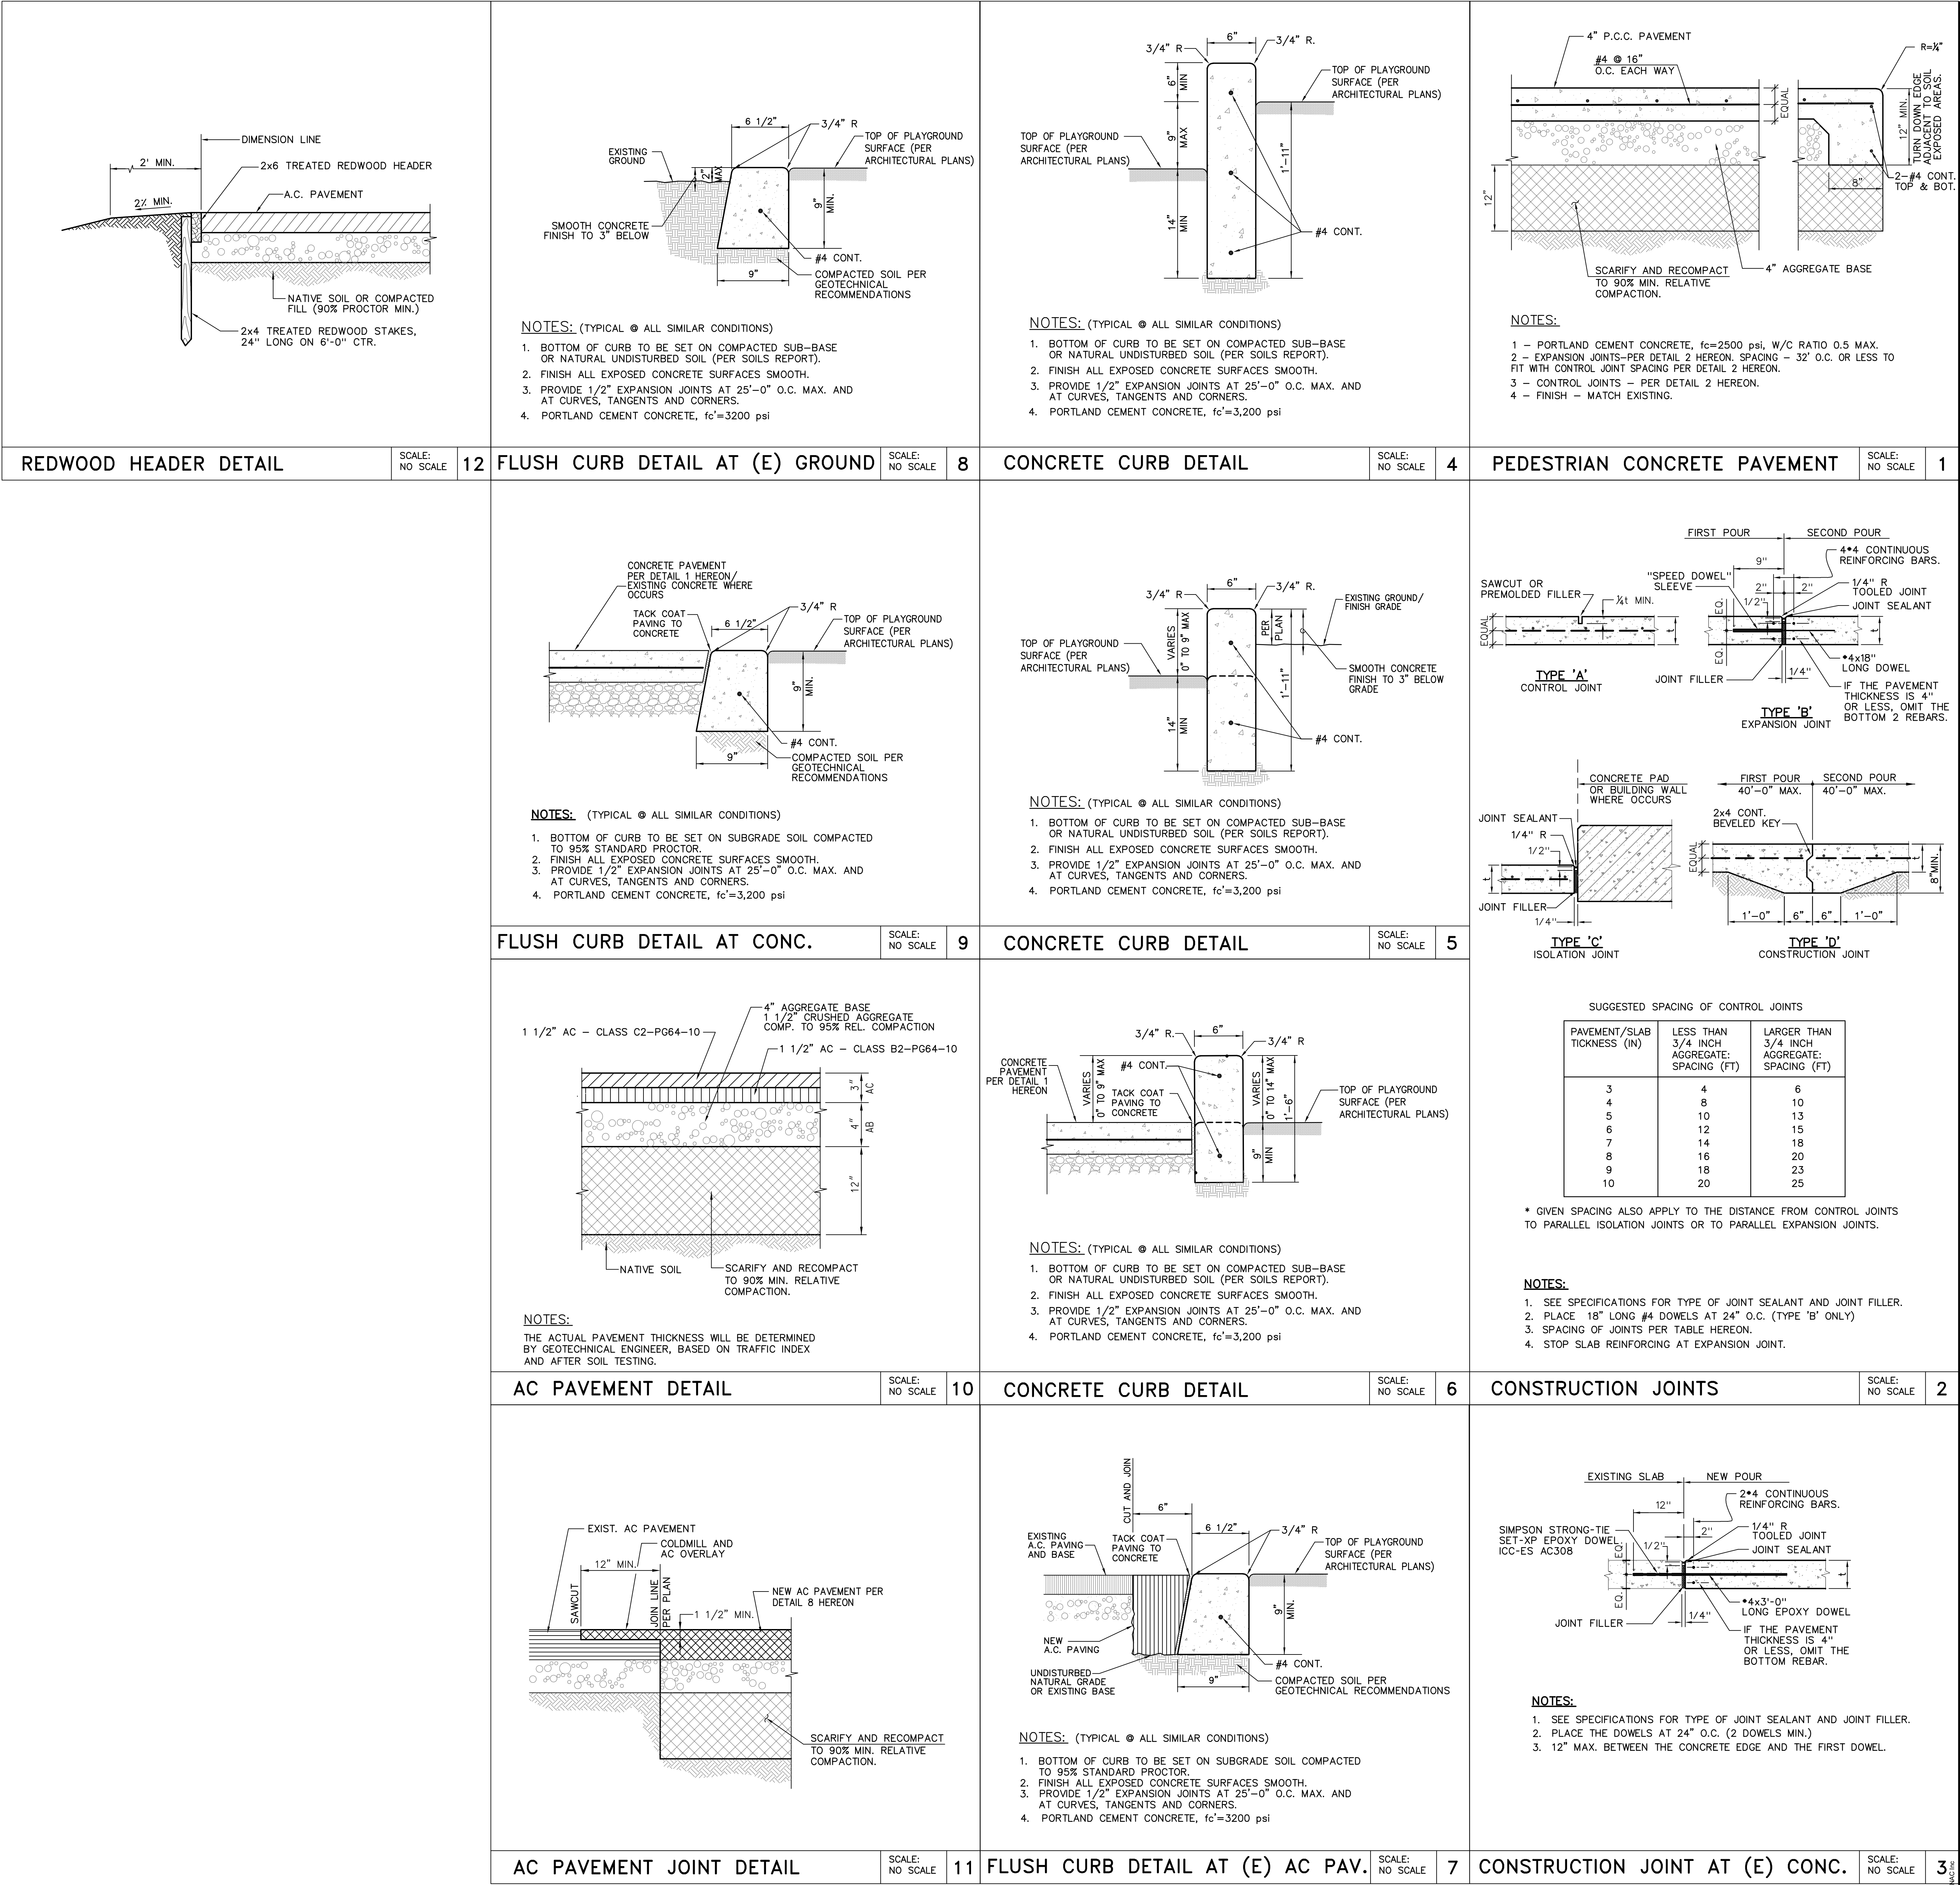 DIMENSION LINE
2' MIN.
2x6 TREATED REDWOOD HEADER
A.C. PAVEMENT
2% MIN.
NATIVE SOIL OR COMPACTED
FILL (90% PROCTOR MIN.)
2x4 TREATED REDWOOD STAKES,
24" LONG ON 6'-0" CTR.
REDWOOD HEADER DETAIL
SCALE:
NO SCALE
12
6 1/2"
3/4" R
EXISTING
GROUND
TOP OF PLAYGROUND
SURFACE (PER
ARCHITECTURAL PLANS)
2"
MAX
9"
MIN.
SMOOTH CONCRETE
FINISH TO 3" BELOW
#4 CONT.
9"
COMPACTED SOIL PER
GEOTECHNICAL
RECOMMENDATIONS
NOTES: (TYPICAL @ ALL SIMILAR CONDITIONS)
1. BOTTOM OF CURB TO BE SET ON COMPACTED SUB-BASE
OR NATURAL UNDISTURBED SOIL (PER SOILS REPORT).
2. FINISH ALL EXPOSED CONCRETE SURFACES SMOOTH.
3. PROVIDE 1/2" EXPANSION JOINTS AT 25'-0" O.C. MAX. AND
AT CURVES, TANGENTS AND CORNERS.
4. PORTLAND CEMENT CONCRETE, fc'=3200 psi
FLUSH CURB DETAIL AT (E) GROUND
SCALE:
NO SCALE
8
6"
3/4" R
3/4" R.
6"
MIN
TOP OF PLAYGROUND
SURFACE (PER
ARCHITECTURAL PLANS)
TOP OF PLAYGROUND
SURFACE (PER
ARCHITECTURAL PLANS)
9"
MAX
1'-11"
14"
MIN
#4 CONT.
NOTES: (TYPICAL @ ALL SIMILAR CONDITIONS)
1. BOTTOM OF CURB TO BE SET ON COMPACTED SUB-BASE
OR NATURAL UNDISTURBED SOIL (PER SOILS REPORT).
2. FINISH ALL EXPOSED CONCRETE SURFACES SMOOTH.
3. PROVIDE 1/2" EXPANSION JOINTS AT 25'-0" O.C. MAX. AND
AT CURVES, TANGENTS AND CORNERS.
4. PORTLAND CEMENT CONCRETE, fc'=3,200 psi
CONCRETE CURB DETAIL
SCALE:
NO SCALE
4
4" P.C.C. PAVEMENT
#4 @ 16"
O.C. EACH WAY
R=¼"
EQUAL
12" MIN.
TURN DOWN EDGE
ADJACENT TO SOIL
EXPOSED AREAS.
2-#4 CONT.
TOP & BOT.
8"
12"
SCARIFY AND RECOMPACT
TO 90% MIN. RELATIVE
COMPACTION.
4" AGGREGATE BASE
NOTES:
1 - PORTLAND CEMENT CONCRETE, fc=2500 psi, W/C RATIO 0.5 MAX.
2 - EXPANSION JOINTS-PER DETAIL 2 HEREON. SPACING - 32' O.C. OR LESS TO
FIT WITH CONTROL JOINT SPACING PER DETAIL 2 HEREON.
3 - CONTROL JOINTS - PER DETAIL 2 HEREON.
4 - FINISH - MATCH EXISTING.
PEDESTRIAN CONCRETE PAVEMENT
SCALE:
NO SCALE
1
CONCRETE PAVEMENT
PER DETAIL 1 HEREON/
EXISTING CONCRETE WHERE
OCCURS
TACK COAT
PAVING TO
CONCRETE
6 1/2"
3/4" R
TOP OF PLAYGROUND
SURFACE (PER
ARCHITECTURAL PLANS)
9"
MIN.
#4 CONT.
9"
COMPACTED SOIL PER
GEOTECHNICAL
RECOMMENDATIONS
NOTES: (TYPICAL @ ALL SIMILAR CONDITIONS)
1. BOTTOM OF CURB TO BE SET ON SUBGRADE SOIL COMPACTED
TO 95% STANDARD PROCTOR.
2. FINISH ALL EXPOSED CONCRETE SURFACES SMOOTH.
3. PROVIDE 1/2" EXPANSION JOINTS AT 25'-0" O.C. MAX. AND
AT CURVES, TANGENTS AND CORNERS.
4. PORTLAND CEMENT CONCRETE, fc'=3,200 psi
FLUSH CURB DETAIL AT CONC.
SCALE:
NO SCALE
9
6"
3/4" R
3/4" R.
EXISTING GROUND/
FINISH GRADE
VARIES
0" TO 9" MAX
PER
PLAN
TOP OF PLAYGROUND
SURFACE (PER
ARCHITECTURAL PLANS)
SMOOTH CONCRETE
FINISH TO 3" BELOW
GRADE
1'-11"
14"
MIN
#4 CONT.
NOTES: (TYPICAL @ ALL SIMILAR CONDITIONS)
1. BOTTOM OF CURB TO BE SET ON COMPACTED SUB-BASE
OR NATURAL UNDISTURBED SOIL (PER SOILS REPORT).
2. FINISH ALL EXPOSED CONCRETE SURFACES SMOOTH.
3. PROVIDE 1/2" EXPANSION JOINTS AT 25'-0" O.C. MAX. AND
AT CURVES, TANGENTS AND CORNERS.
4. PORTLAND CEMENT CONCRETE, fc'=3,200 psi
CONCRETE CURB DETAIL
SCALE:
NO SCALE
5
FIRST POUR
SECOND POUR
4•4 CONTINUOUS
REINFORCING BARS.
9"
"SPEED DOWEL"
SLEEVE
2"
2"
1/4" R
TOOLED JOINT
JOINT SEALANT
SAWCUT OR
PREMOLDED FILLER
¼t MIN.
1/2"
EQ.
EQ.
t
EQUAL
t
•4x18"
LONG DOWEL
JOINT FILLER
1/4"
IF THE PAVEMENT
THICKNESS IS 4"
OR LESS, OMIT THE
BOTTOM 2 REBARS.
TYPE 'A'
CONTROL JOINT
TYPE 'B'
EXPANSION JOINT
CONCRETE PAD
OR BUILDING WALL
WHERE OCCURS
JOINT SEALANT
1/4" R
1/2"
t
JOINT FILLER
1/4"
TYPE 'C'
ISOLATION JOINT
FIRST POUR
40'-0" MAX.
SECOND POUR
40'-0" MAX.
2x4 CONT.
BEVELED KEY
EQUAL
t
8"MIN.
1'-0"
6"
6"
1'-0"
TYPE 'D'
CONSTRUCTION JOINT
SUGGESTED SPACING OF CONTROL JOINTS
PAVEMENT/SLAB
TICKNESS (IN)
LESS THAN
3/4 INCH
AGGREGATE:
SPACING (FT)
LARGER THAN
3/4 INCH
AGGREGATE:
SPACING (FT)
3 4 6
4 8 10
5 10 13
6 12 15
7 14 18
8 16 20
9 18 23
10 20 25
* GIVEN SPACING ALSO APPLY TO THE DISTANCE FROM CONTROL JOINTS
TO PARALLEL ISOLATION JOINTS OR TO PARALLEL EXPANSION JOINTS.
NOTES:
1. SEE SPECIFICATIONS FOR TYPE OF JOINT SEALANT AND JOINT FILLER.
2. PLACE 18" LONG #4 DOWELS AT 24" O.C. (TYPE 'B' ONLY)
3. SPACING OF JOINTS PER TABLE HEREON.
4. STOP SLAB REINFORCING AT EXPANSION JOINT.
CONSTRUCTION JOINTS
SCALE:
NO SCALE
2
4" AGGREGATE BASE
1 1/2" CRUSHED AGGREGATE
COMP. TO 95% REL. COMPACTION
1 1/2" AC - CLASS C2-PG64-10
1 1/2" AC - CLASS B2-PG64-10
3"
AC
4"
AB
12"
NATIVE SOIL
SCARIFY AND RECOMPACT
TO 90% MIN. RELATIVE
COMPACTION.
NOTES:
THE ACTUAL PAVEMENT THICKNESS WILL BE DETERMINED
BY GEOTECHNICAL ENGINEER, BASED ON TRAFFIC INDEX
AND AFTER SOIL TESTING.
AC PAVEMENT DETAIL
SCALE:
NO SCALE
10
3/4" R.
6"
3/4" R
CONCRETE
PAVEMENT
PER DETAIL 1
HEREON
VARIES
0" TO 9" MAX
#4 CONT.
TACK COAT
PAVING TO
CONCRETE
VARIES
0" TO 14" MAX
1'-6"
TOP OF PLAYGROUND
SURFACE (PER
ARCHITECTURAL PLANS)
9"
MIN
NOTES: (TYPICAL @ ALL SIMILAR CONDITIONS)
1. BOTTOM OF CURB TO BE SET ON COMPACTED SUB-BASE
OR NATURAL UNDISTURBED SOIL (PER SOILS REPORT).
2. FINISH ALL EXPOSED CONCRETE SURFACES SMOOTH.
3. PROVIDE 1/2" EXPANSION JOINTS AT 25'-0" O.C. MAX. AND
AT CURVES, TANGENTS AND CORNERS.
4. PORTLAND CEMENT CONCRETE, fc'=3,200 psi
CONCRETE CURB DETAIL
SCALE:
NO SCALE
6
EXIST. AC PAVEMENT
COLDMILL AND
AC OVERLAY
12" MIN.
SAWCUT
JOIN LINE
PER PLAN
1 1/2" MIN.
NEW AC PAVEMENT PER
DETAIL 8 HEREON
SCARIFY AND RECOMPACT
TO 90% MIN. RELATIVE
COMPACTION.
AC PAVEMENT JOINT DETAIL
SCALE:
NO SCALE
11
CUT AND JOIN
6"
EXISTING
A.C. PAVING
AND BASE
TACK COAT
PAVING TO
CONCRETE
6 1/2"
3/4" R
TOP OF PLAYGROUND
SURFACE (PER
ARCHITECTURAL PLANS)
9"
MIN.
NEW
A.C. PAVING
UNDISTURBED
NATURAL GRADE
OR EXISTING BASE
#4 CONT.
9"
COMPACTED SOIL PER
GEOTECHNICAL RECOMMENDATIONS
NOTES: (TYPICAL @ ALL SIMILAR CONDITIONS)
1. BOTTOM OF CURB TO BE SET ON SUBGRADE SOIL COMPACTED
TO 95% STANDARD PROCTOR.
2. FINISH ALL EXPOSED CONCRETE SURFACES SMOOTH.
3. PROVIDE 1/2" EXPANSION JOINTS AT 25'-0" O.C. MAX. AND
AT CURVES, TANGENTS AND CORNERS.
4. PORTLAND CEMENT CONCRETE, fc'=3200 psi
FLUSH CURB DETAIL AT (E) AC PAV.
SCALE:
NO SCALE
7
EXISTING SLAB
NEW POUR
12"
2•4 CONTINUOUS
REINFORCING BARS.
SIMPSON STRONG-TIE
SET-XP EPOXY DOWEL
ICC-ES AC308
2"
1/4" R
TOOLED JOINT
JOINT SEALANT
1/2"
EQ.
EQ.
t
•4x3'-0"
LONG EPOXY DOWEL
JOINT FILLER
1/4"
IF THE PAVEMENT
THICKNESS IS 4"
OR LESS, OMIT THE
BOTTOM REBAR.
NOTES:
1. SEE SPECIFICATIONS FOR TYPE OF JOINT SEALANT AND JOINT FILLER.
2. PLACE THE DOWELS AT 24" O.C. (2 DOWELS MIN.)
3. 12" MAX. BETWEEN THE CONCRETE EDGE AND THE FIRST DOWEL.
CONSTRUCTION JOINT AT (E) CONC.
SCALE:
NO SCALE
3